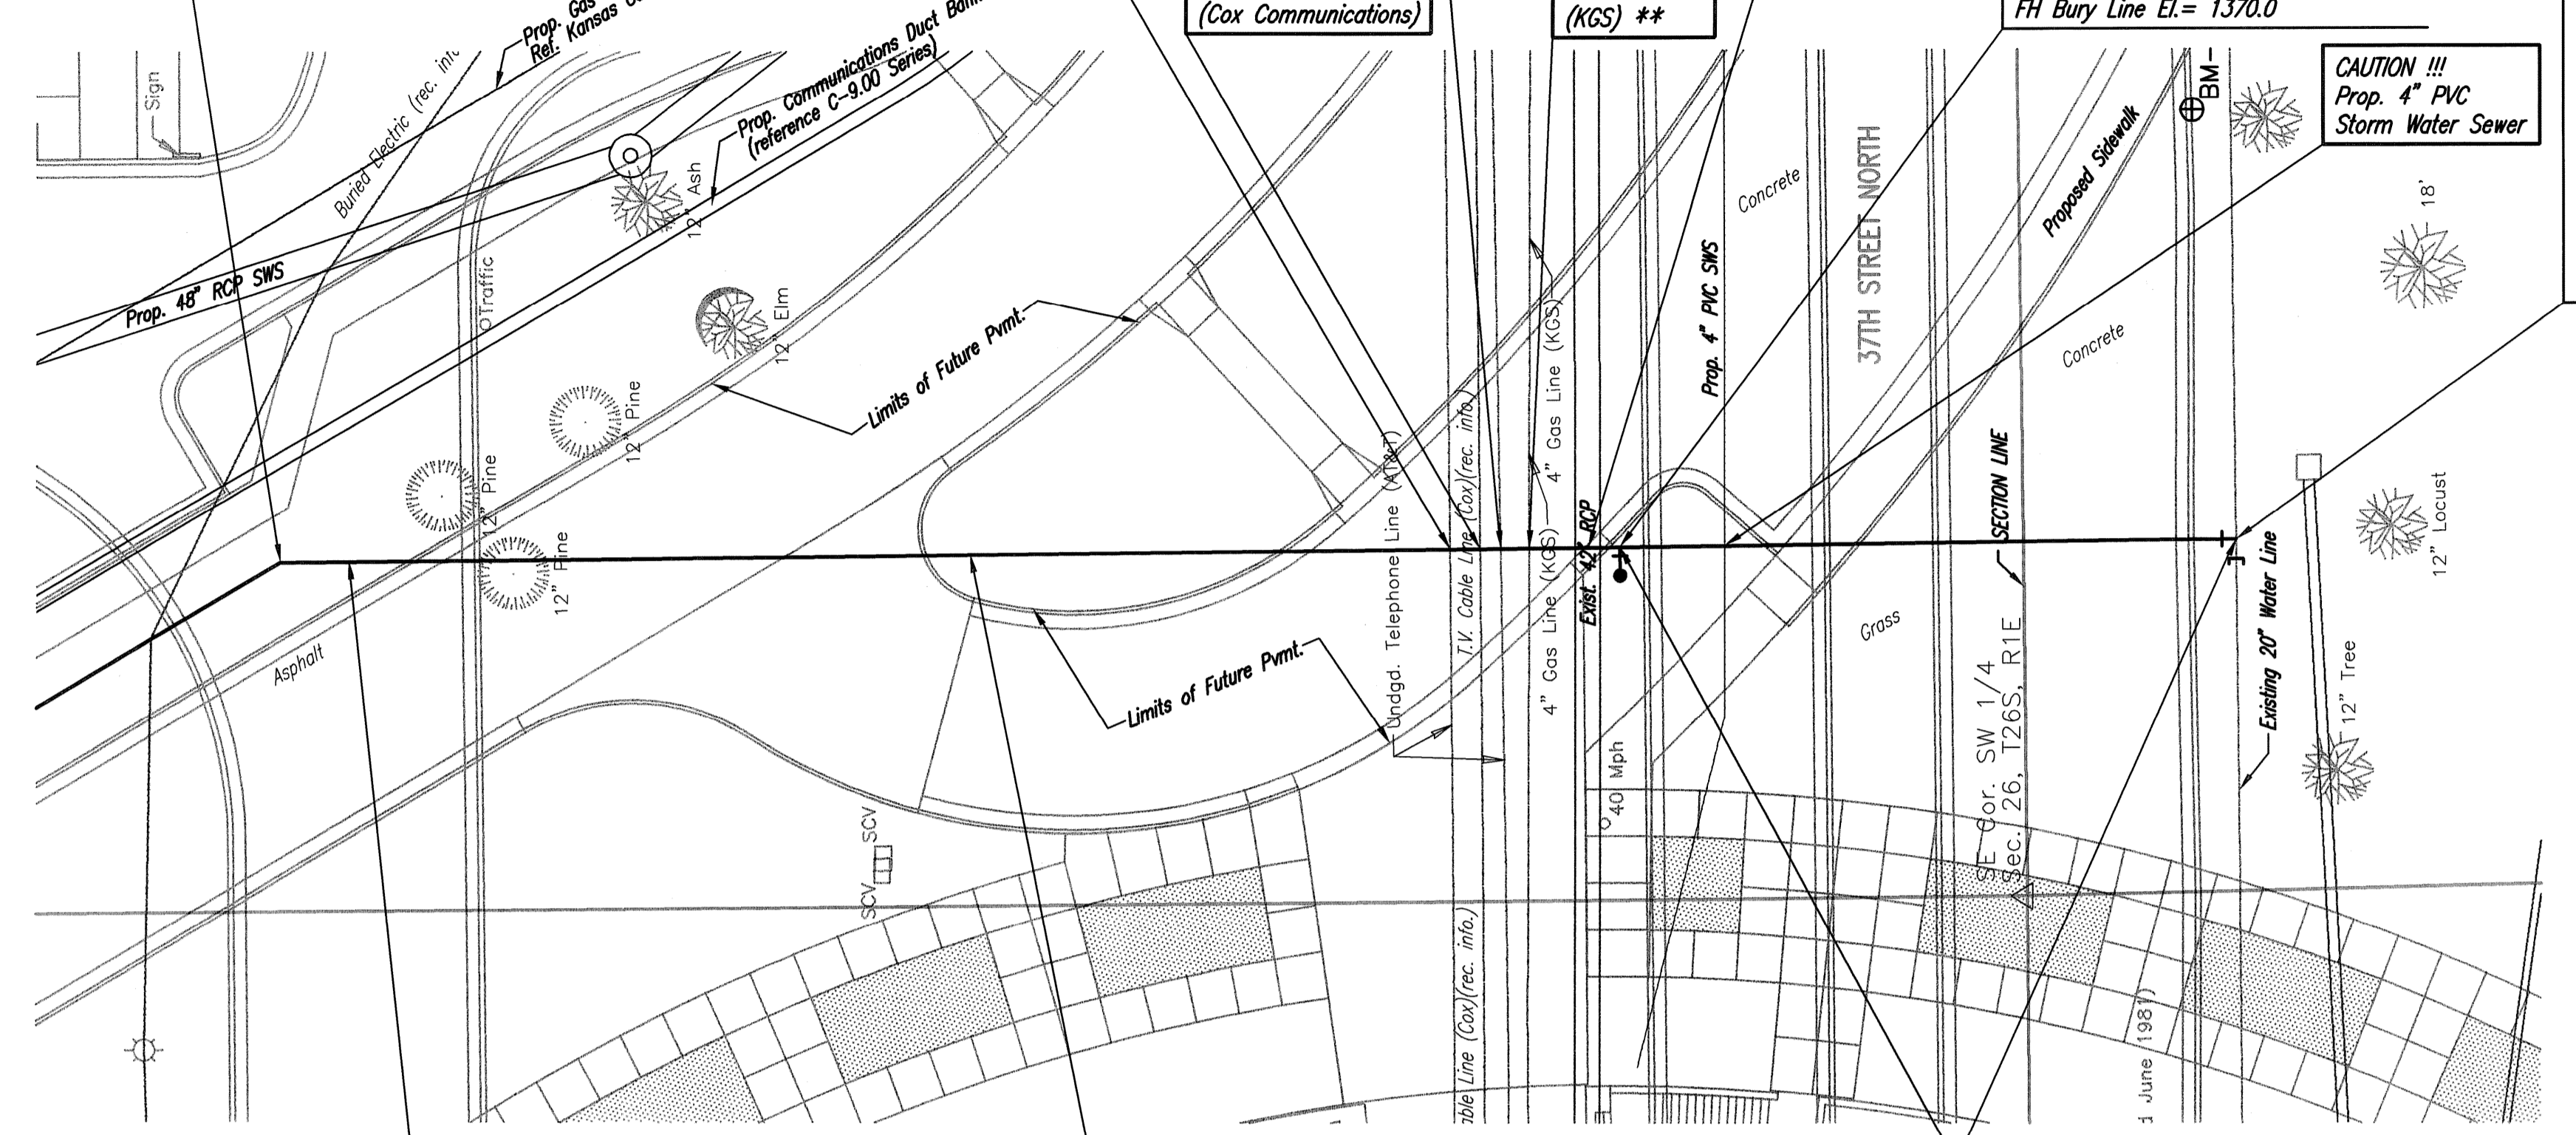 (Cox Communications)
(KGS) **
FH Bury Line El.= 1370.0
CAUTION !!!
Prop. 4" PVC
Storm Water Sewer
BM-
Prop. Gas
Ref. Kansas
Sign
Buried Electric (rec. info
Prop. Communications Duct Bank
(reference C-9.00 Series)
12" Ash
Prop. 48" RCP SWS
Traffic
12" Elm
12" Pine
12" Pine
12" Pine
Limits of Future Pvmt.
Limits of Future Pvmt.
Asphalt
SCV
SCV
Undgd. Telephone Line (AT&T)
T.V. Cable Line (Cox)(rec. info.)
able Line (Cox)(rec. info.)
4" Gas Line (KGS)
4" Gas Line (KGS)
Exist. 42" RCP
40 Mph
Prop. 4" PVC SWS
Concrete
37TH STREET NORTH
Proposed Sidewalk
Concrete
SECTION LINE
Grass
SE Cor. SW 1/4
Sec. 26, T26S, R1E
Existing 20" Water Line
12" Tree
12" Locust
18'
d June 1981)